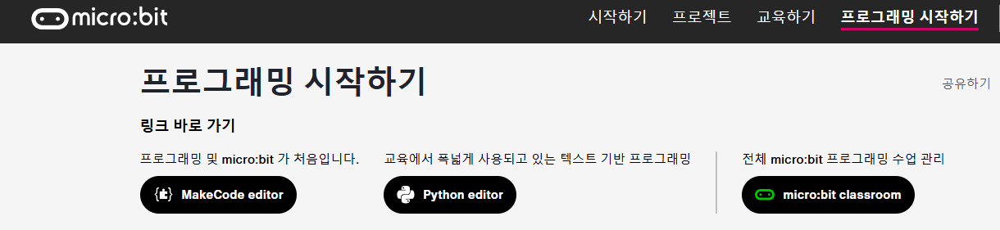 micro:bit 시작하기 프로젝트 교육하기 프로그래밍 시작하기
프로그래밍 시작하기
공유하기
링크 바로 가기
프로그래밍 및 micro:bit 가 처음입니다.
MakeCode editor
교육에서 폭넓게 사용되고 있는 텍스트 기반 프로그래밍
Python editor
전체 micro:bit 프로그래밍 수업 관리
micro:bit classroom